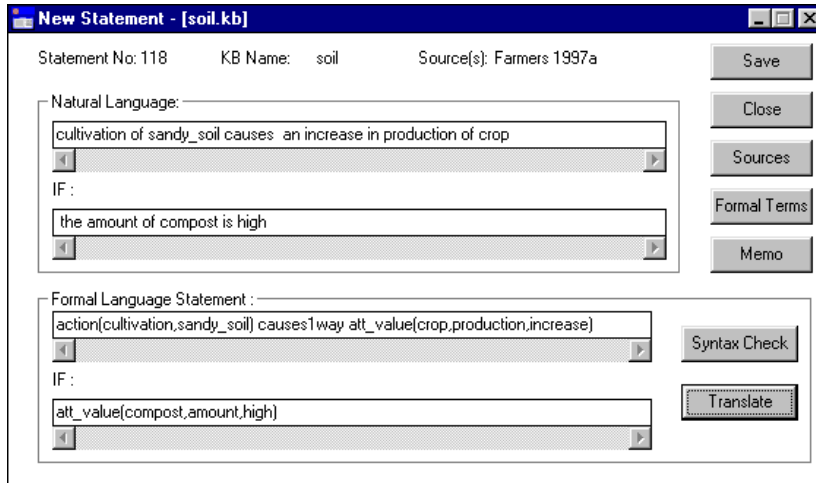 New Statement - [soil.kb]
Statement No: 118 KB Name: soil Source(s): Farmers 1997a
Save
Natural Language:
Close
cultivation of sandy_soil causes  an increase in production of crop
Sources
IF :
Formal Terms
the amount of compost is high
Memo
Formal Language Statement :
action(cultivation,sandy_soil) causes1way att_value(crop,production,increase)
Syntax Check
IF :
Translate
att_value(compost,amount,high)